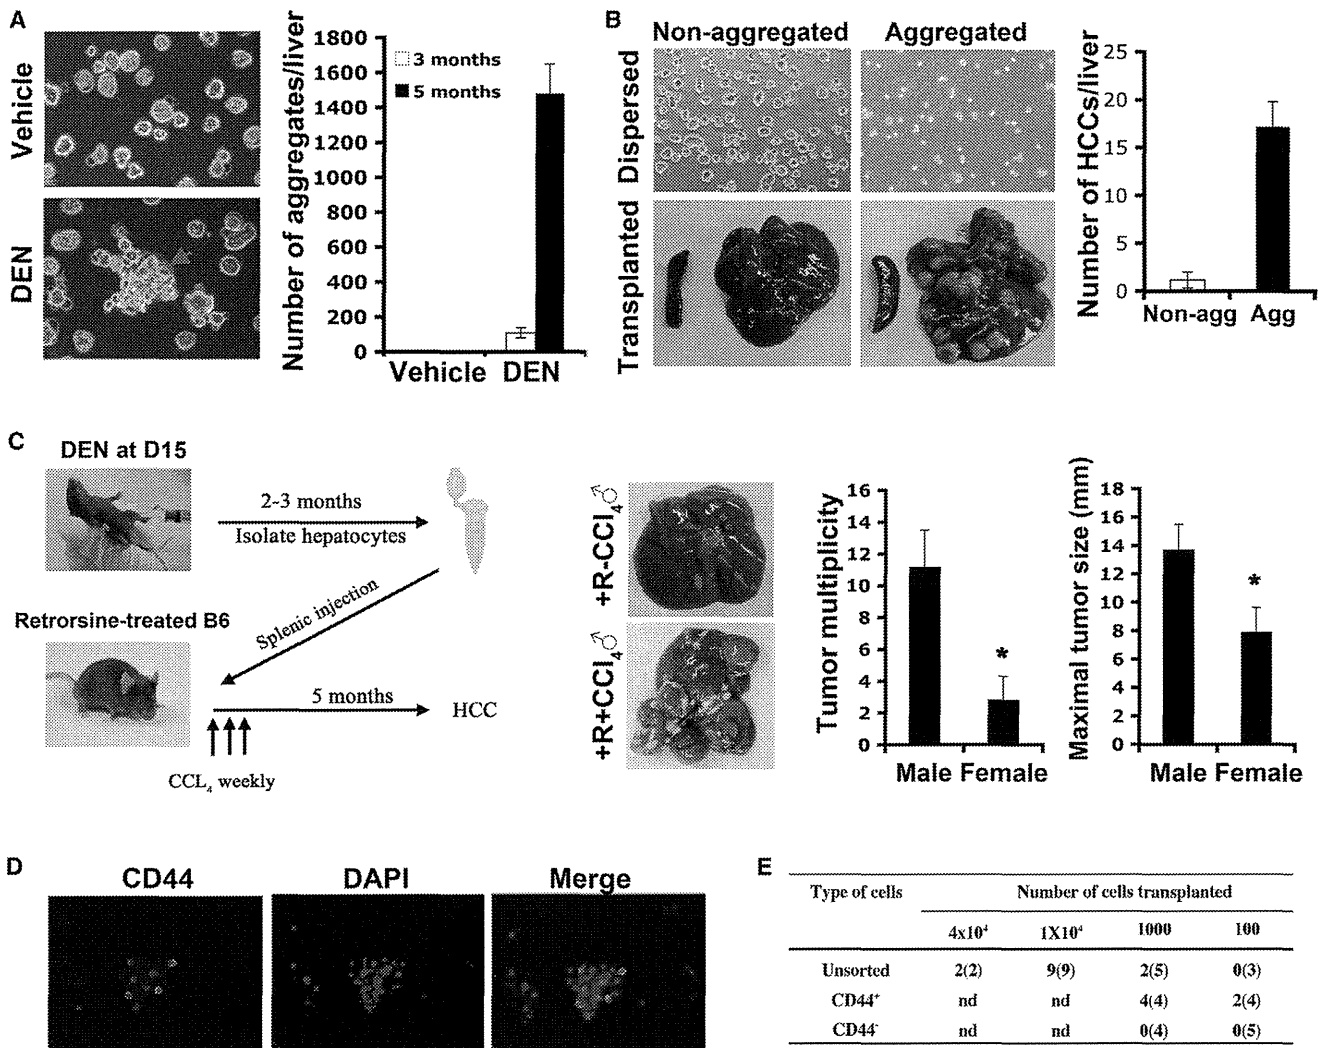 A
Vehicle
DEN
Number of aggregates/liver
1800
1600
1400
1200
1000
800
600
400
200
0
3 months
5 months
Vehicle DEN
B
Non-aggregated Aggregated
Dispersed
Transplanted
Number of HCCs/liver
25
20
15
10
5
0
Non-agg Agg
C
DEN at D15
2-3 months
Isolate hepatocytes
Splenic injection
Retrorsine-treated B6
5 months
HCC
CCL₄ weekly
+R-CCl₄♂
+R+CCl₄♂
Tumor multiplicity
16
14
12
10
8
6
4
2
0
*
Male Female
Maximal tumor size (mm)
18
16
14
12
10
8
6
4
2
0
*
Male Female
D
CD44 DAPI Merge
E
Type of cells Number of cells transplanted
4x10⁴ 1X10⁴ 1000 100
Unsorted 2(2) 9(9) 2(5) 0(3)
CD44⁺ nd nd 4(4) 2(4)
CD44⁻ nd nd 0(4) 0(5)